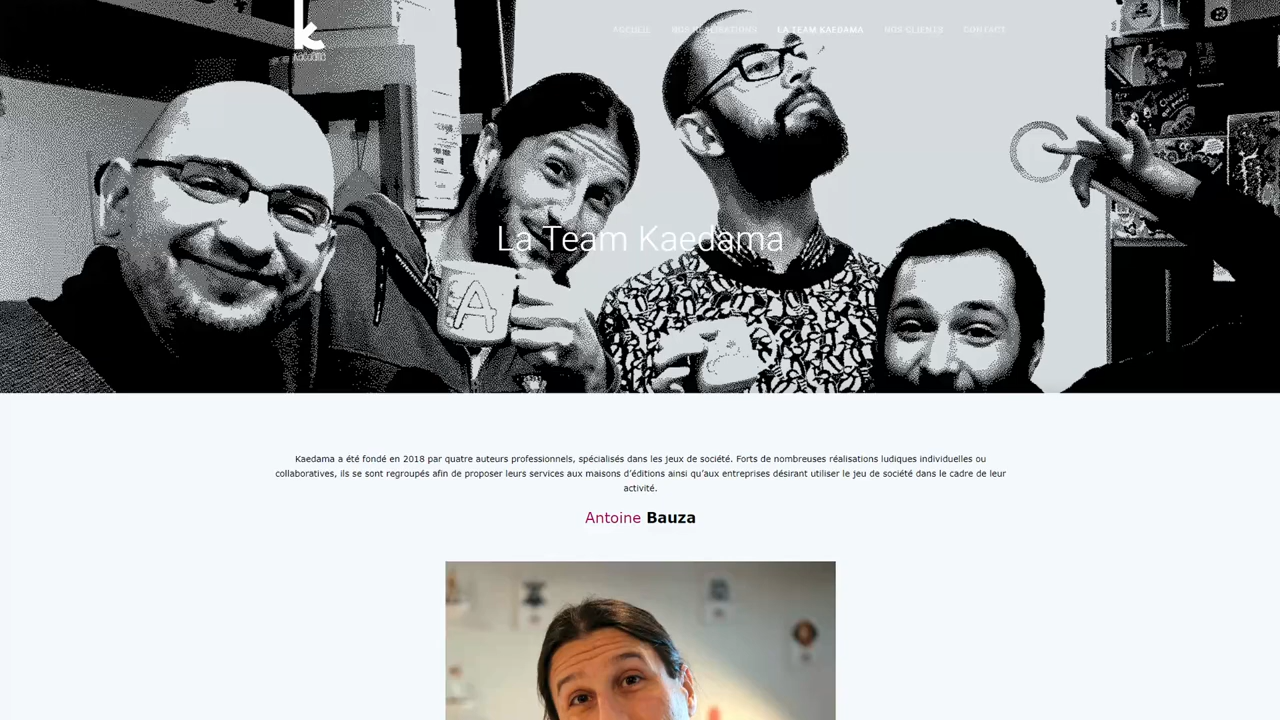 kaedama
ACCUEIL NOS RÉALISATIONS LA TEAM KAEDAMA NOS CLIENTS CONTACT
La Team Kaedama
A
Kaedama a été fondé en 2018 par quatre auteurs professionnels, spécialisés dans les jeux de société. Forts de nombreuses réalisations ludiques individuelles ou
collaboratives, ils se sont regroupés afin de proposer leurs services aux maisons d'éditions ainsi qu'aux entreprises désirant utiliser le jeu de société dans le cadre de leur
activité.
Antoine Bauza